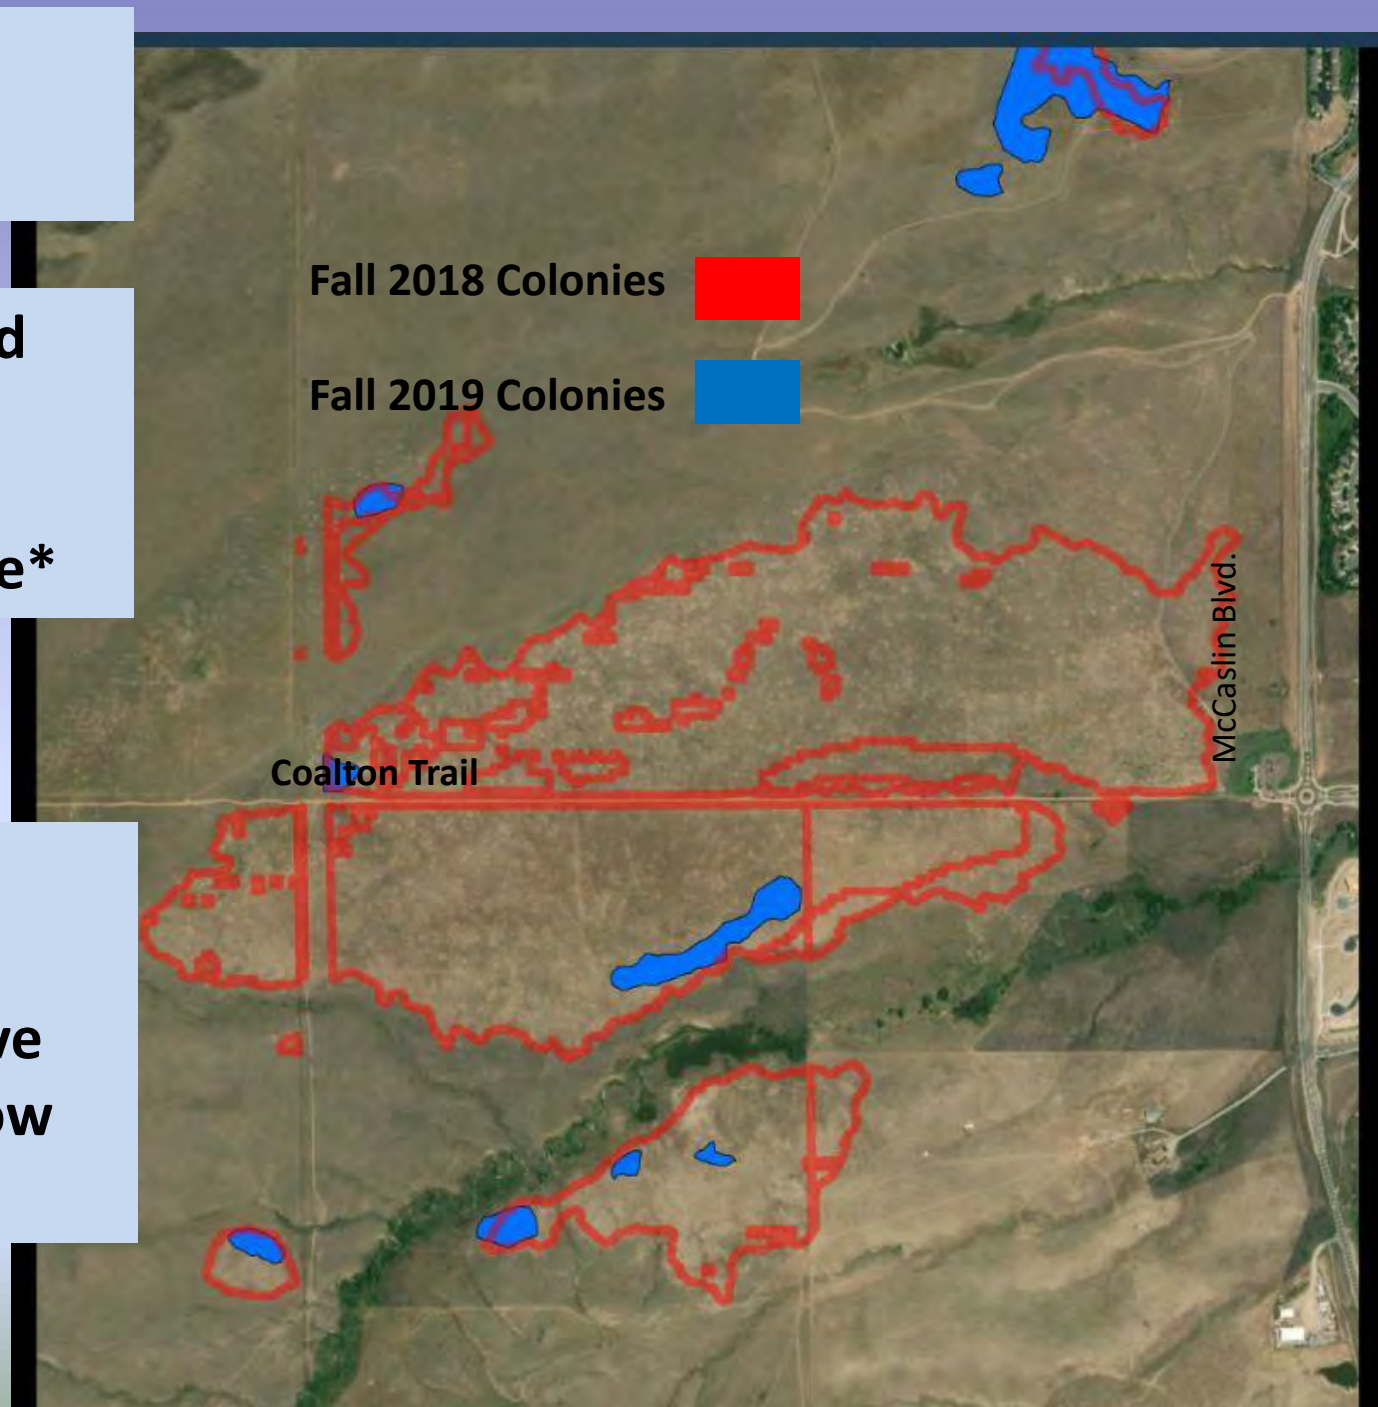 d
e*
ve
ow
Fall 2018 Colonies
Fall 2019 Colonies
McCaslin Blvd.
Coalton Trail